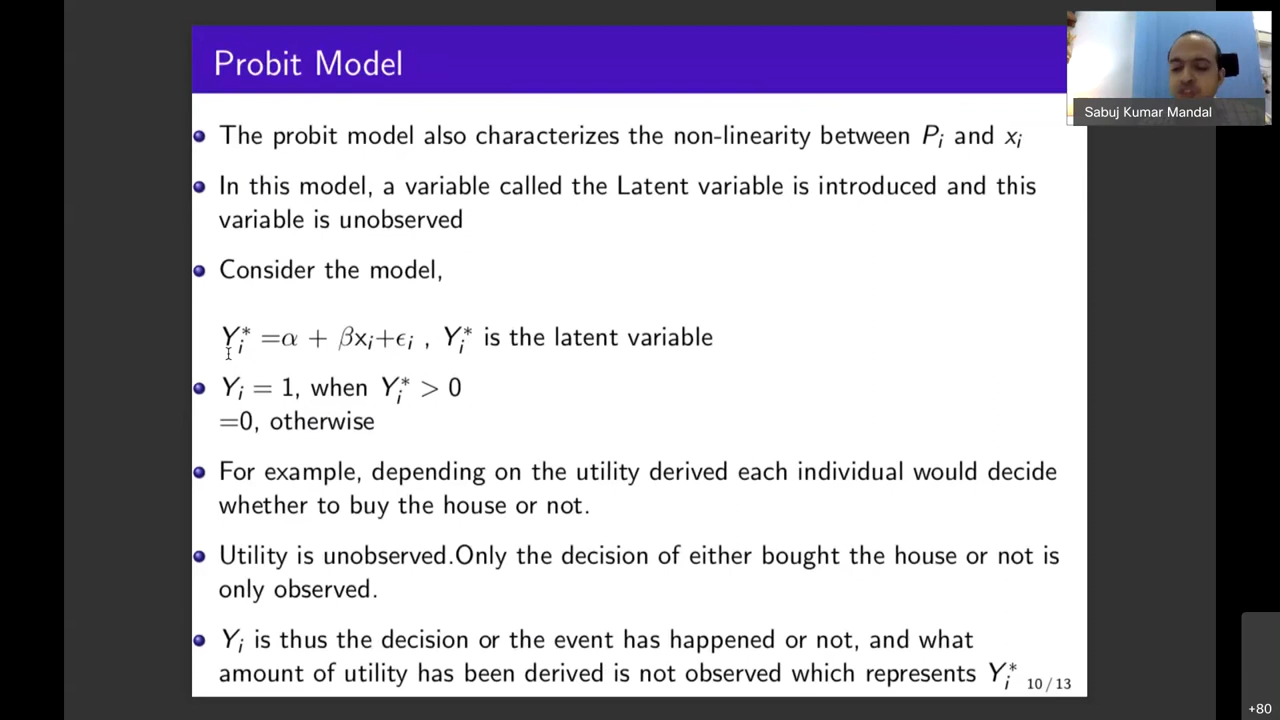 Probit Model
Sabuj Kumar Mandal
The probit model also characterizes the non-linearity between Pᵢ and xᵢ
In this model, a variable called the Latent variable is introduced and this
variable is unobserved
Consider the model,
Yᵢ* =α + βxᵢ+ϵᵢ , Yᵢ* is the latent variable
Yᵢ = 1, when Yᵢ* > 0
=0, otherwise
For example, depending on the utility derived each individual would decide
whether to buy the house or not.
Utility is unobserved.Only the decision of either bought the house or not is
only observed.
Yᵢ is thus the decision or the event has happened or not, and what
amount of utility has been derived is not observed which represents Yᵢ*
10 / 13
+80